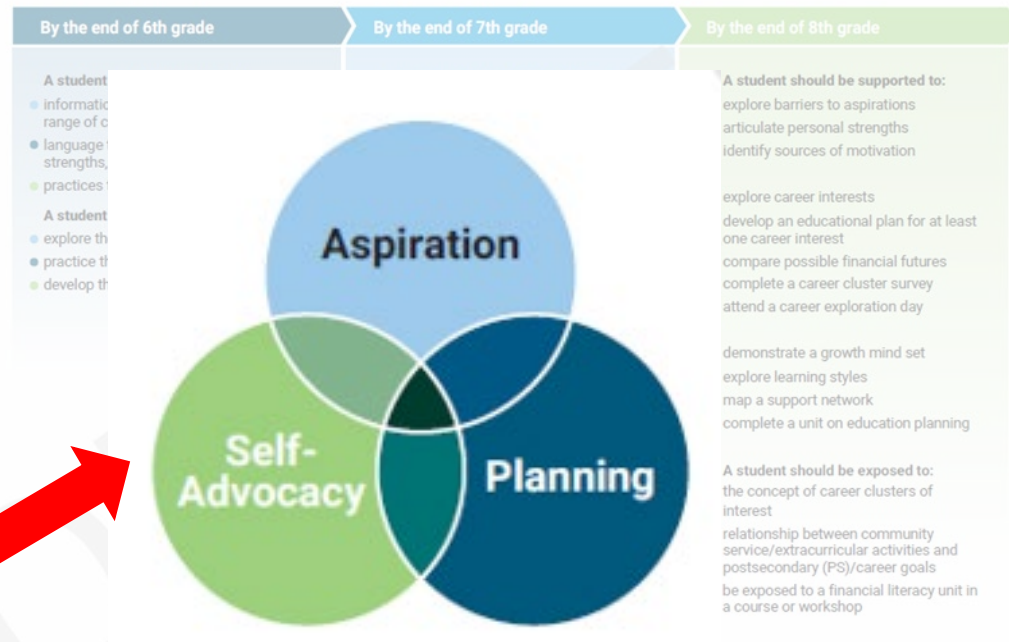 By the end of 6th grade
By the end of 7th grade
By the end of 8th grade
A student
range of c
language
strengths,
practices
A student
explore
practice
develop
Aspiration
Self-
Advocacy
Planning
A student should be supported to:
explore barriers to aspirations
articulate personal strengths
identify sources of motivation
explore career interests
develop an educational plan for at least
one career interest
compare possible financial futures
complete a career cluster survey
attend a career exploration day
demonstrate a growth mind set
explore learning styles
map a support network
complete a unit on education planning
A student should be exposed to:
the concept of career clusters of
interest
relationship between community
service/extracurricular activities and
postsecondary (PS)/career goals
be exposed to a financial literacy unit in
a course or workshop